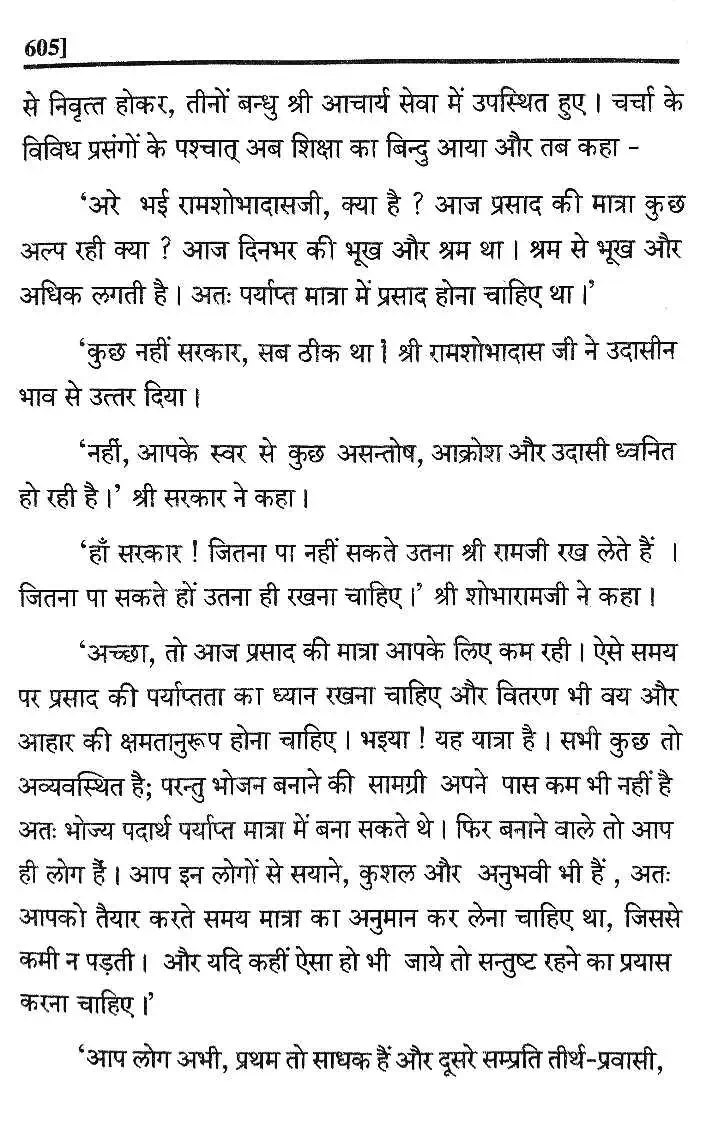 605]
से निवृत्त होकर, तीनों बन्धु श्री आचार्य सेवा में उपस्थित हुए । चर्चा के
विविध प्रसंगों के पश्चात् अब शिक्षा का बिन्दु आया और तब कहा -
‘अरे भई रामशोभादासजी, क्या है ? आज प्रसाद की मात्रा कुछ
अल्प रही क्या ? आज दिनभर की भूख और श्रम था । श्रम से भूख और
अधिक लगती है । अतः पर्याप्त मात्रा में प्रसाद होना चाहिए था ।’
‘कुछ नहीं सरकार, सब ठीक था । श्री रामशोभादास जी ने उदासीन
भाव से उत्तर दिया ।
‘नहीं, आपके स्वर से कुछ असन्तोष, आक्रोश और उदासी ध्वनित
हो रही है ।’ श्री सरकार ने कहा ।
‘हाँ सरकार ! जितना पा नहीं सकते उतना श्री रामजी रख लेते हैं ।
जितना पा सकते हों उतना ही रखना चाहिए ।’ श्री शोभारामजी ने कहा ।
‘अच्छा, तो आज प्रसाद की मात्रा आपके लिए कम रही । ऐसे समय
पर प्रसाद की पर्याप्तता का ध्यान रखना चाहिए और वितरण भी वय और
आहार की क्षमतानुरूप होना चाहिए । भइया ! यह यात्रा है । सभी कुछ तो
अव्यवस्थित है; परन्तु भोजन बनाने की सामग्री अपने पास कम भी नहीं है
अतः भोज्य पदार्थ पर्याप्त मात्रा में बना सकते थे । फिर बनाने वाले तो आप
ही लोग हैं । आप इन लोगों से सयाने, कुशल और अनुभवी भी हैं , अतः
आपको तैयार करते समय मात्रा का अनुमान कर लेना चाहिए था, जिससे
कमी न पड़ती । और यदि कहीं ऐसा हो भी जाये तो सन्तुष्ट रहने का प्रयास
करना चाहिए ।’
‘आप लोग अभी, प्रथम तो साधक हैं और दूसरे सम्प्रति तीर्थ-प्रवासी,